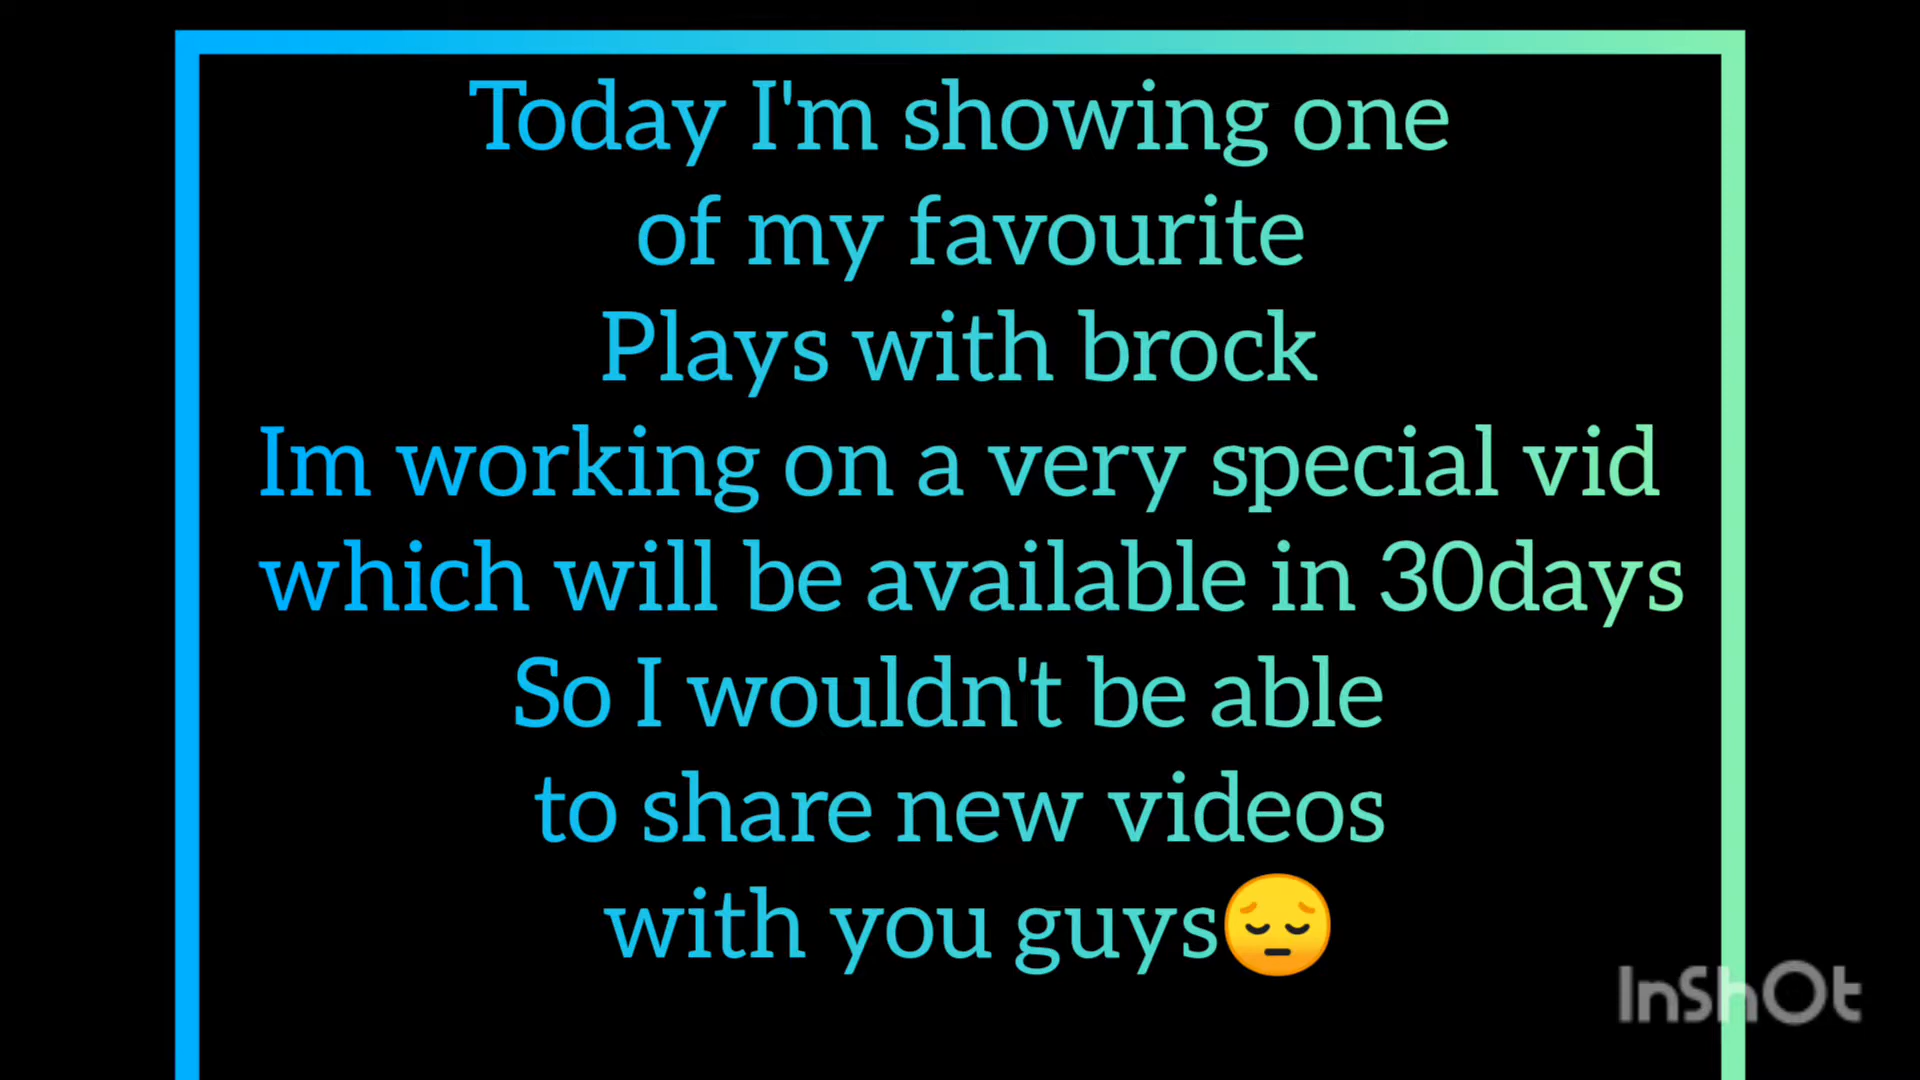 Today I'm showing one
of my favourite
Plays with brock
Im working on a very special vid
which will be available in 30days
So I wouldn't be able
to share new videos
with you guys😔
InShOt